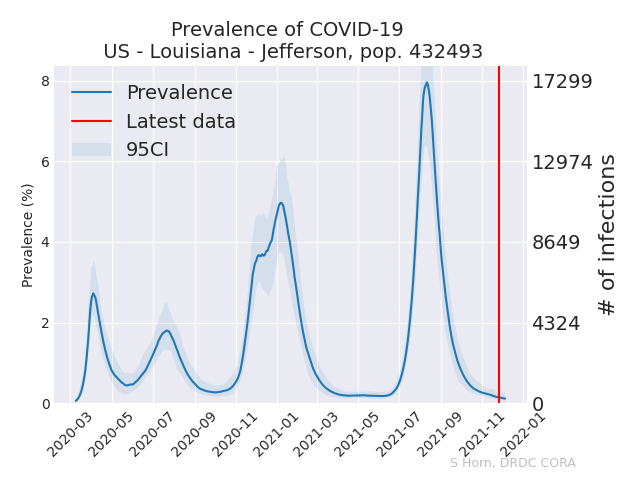 Prevalence of COVID-19
US - Louisiana - Jefferson, pop. 432493
Prevalence
Latest data
95CI
Prevalence (%)
8
6
4
2
0
17299
12974
8649
4324
0
# of infections
2020-03
2020-05
2020-07
2020-09
2020-11
2021-01
2021-03
2021-05
2021-07
2021-09
2021-11
2022-01
S Horn, DRDC CORA